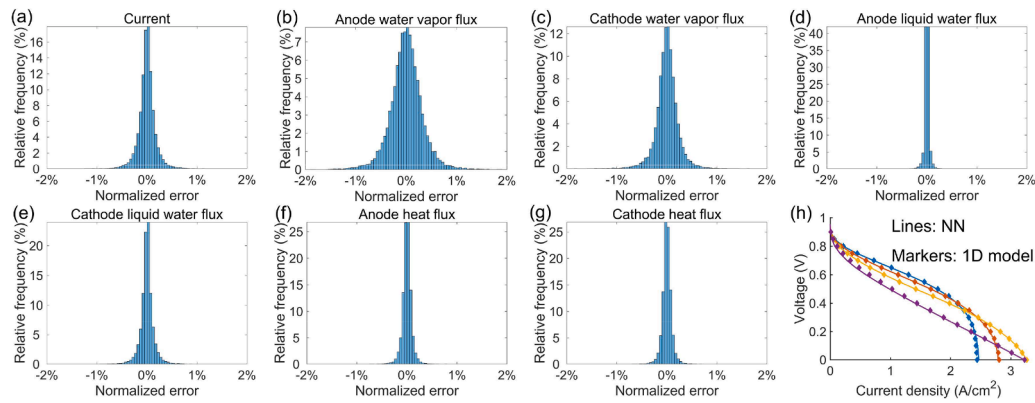 (a)
Current
Relative frequency (%)
18
16
14
12
10
8
6
4
2
0
-2% -1% 0% 1% 2%
Normalized error
(b)
Anode water vapor flux
Relative frequency (%)
7
6
5
4
3
2
1
0
-2% -1% 0% 1% 2%
Normalized error
(c)
Cathode water vapor flux
Relative frequency (%)
12
10
8
6
4
2
0
-2% -1% 0% 1% 2%
Normalized error
(d)
Anode liquid water flux
Relative frequency (%)
40
35
30
25
20
15
10
5
0
-2% -1% 0% 1% 2%
Normalized error
(e)
Cathode liquid water flux
Relative frequency (%)
20
15
10
5
0
-2% -1% 0% 1% 2%
Normalized error
(f)
Anode heat flux
Relative frequency (%)
25
20
15
10
5
0
-2% -1% 0% 1% 2%
Normalized error
(g)
Cathode heat flux
Relative frequency (%)
25
20
15
10
5
0
-2% -1% 0% 1% 2%
Normalized error
(h)
Lines: NN
Markers: 1D model
Voltage (V)
1
0.8
0.6
0.4
0.2
0
0 1 2 3
Current density (A/cm²)